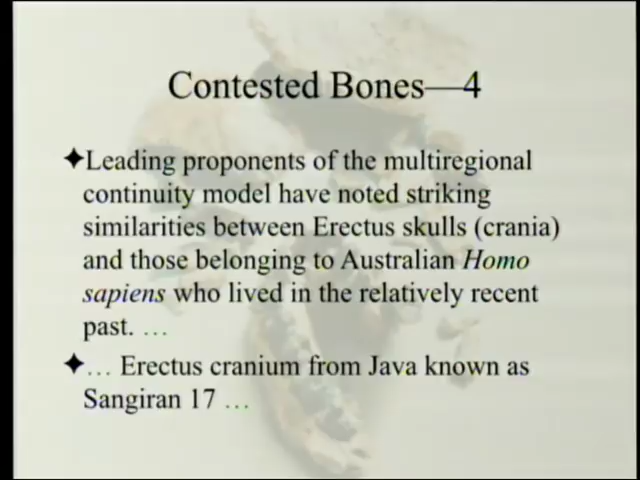 Contested Bones—4
✦Leading proponents of the multiregional
continuity model have noted striking
similarities between Erectus skulls (crania)
and those belonging to Australian Homo
sapiens who lived in the relatively recent
past. …
✦… Erectus cranium from Java known as
Sangiran 17 …